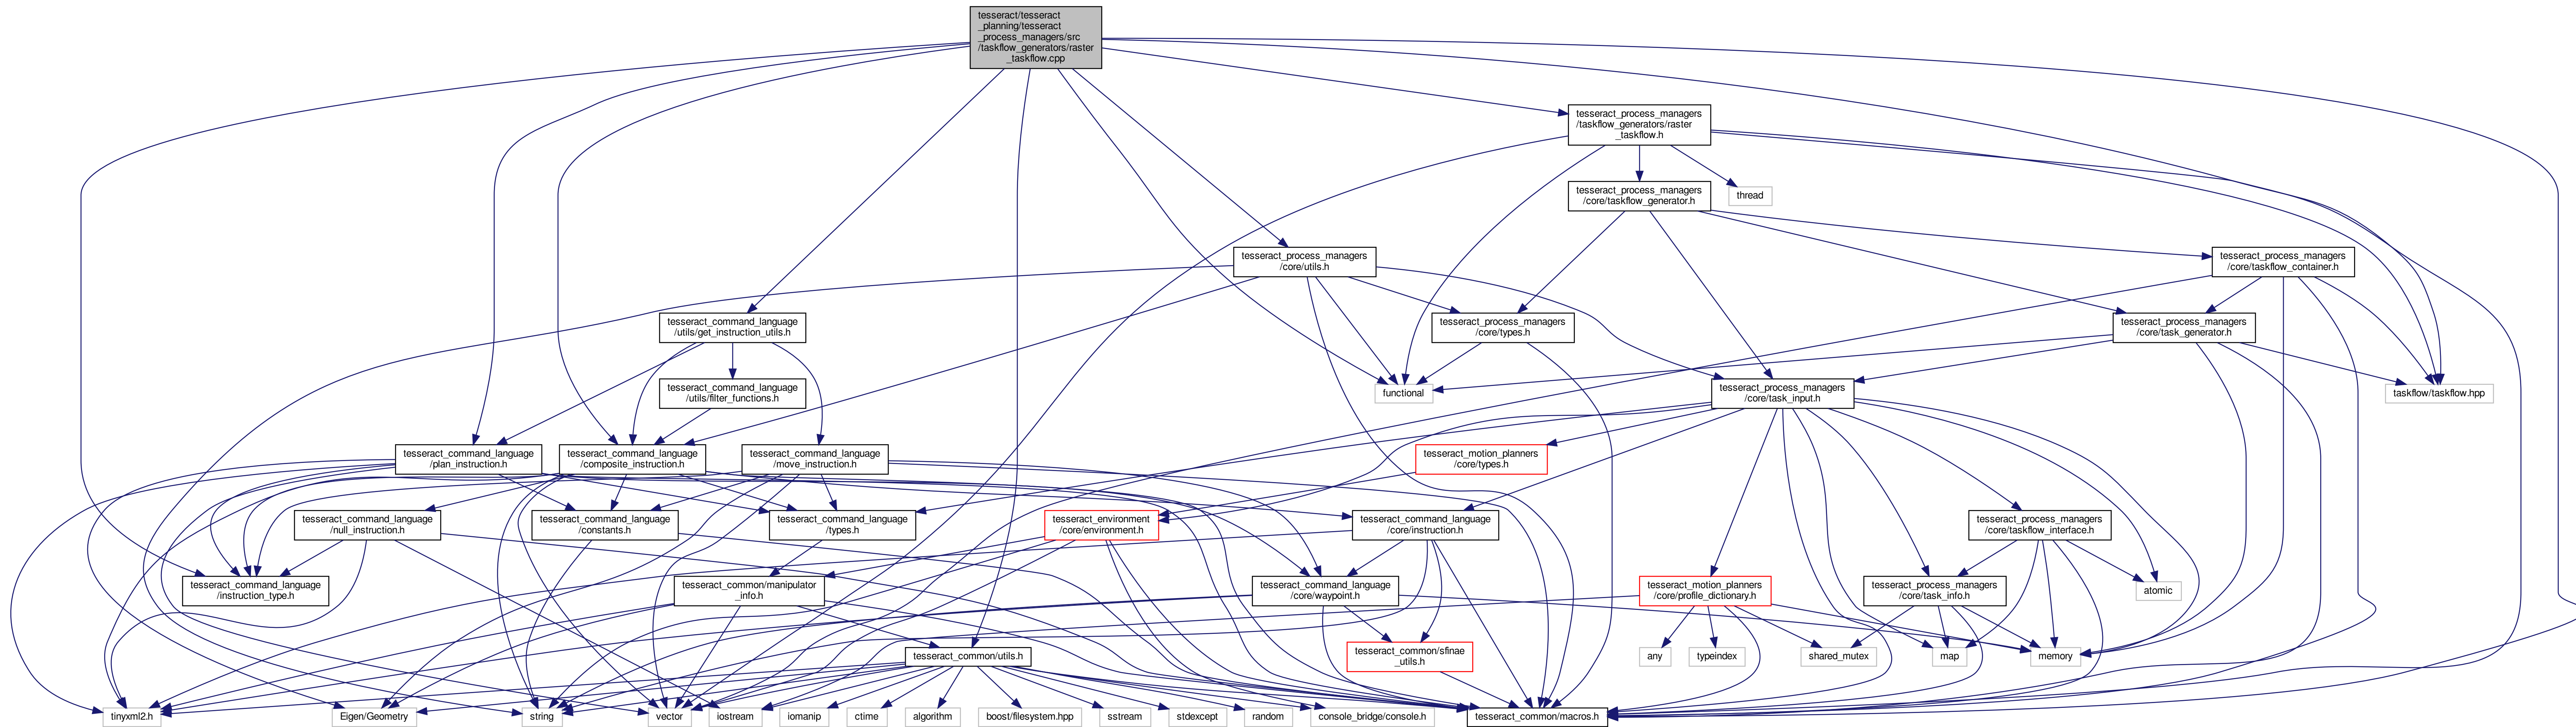 tesseract/tesseract
_planning/tesseract
_process_managers/src
/taskflow_generators/raster
_taskflow.cpp
tesseract_process_managers
/taskflow_generators/raster
_taskflow.h
tesseract_process_managers
/core/taskflow_generator.h
thread
tesseract_process_managers
/core/utils.h
tesseract_process_managers
/core/taskflow_container.h
tesseract_command_language
/utils/get_instruction_utils.h
tesseract_process_managers
/core/types.h
tesseract_process_managers
/core/task_generator.h
tesseract_command_language
/utils/filter_functions.h
functional
tesseract_process_managers
/core/task_input.h
taskflow/taskflow.hpp
tesseract_command_language
/plan_instruction.h
tesseract_command_language
/composite_instruction.h
tesseract_command_language
/move_instruction.h
tesseract_motion_planners
/core/types.h
tesseract_command_language
/null_instruction.h
tesseract_command_language
/constants.h
tesseract_command_language
/types.h
tesseract_environment
/core/environment.h
tesseract_command_language
/core/instruction.h
tesseract_process_managers
/core/taskflow_interface.h
tesseract_command_language
/instruction_type.h
tesseract_common/manipulator
_info.h
tesseract_command_language
/core/waypoint.h
tesseract_motion_planners
/core/profile_dictionary.h
tesseract_process_managers
/core/task_info.h
atomic
tesseract_common/utils.h
tesseract_common/sfinae
_utils.h
any
typeindex
shared_mutex
map
memory
tinyxml2.h
Eigen/Geometry
string
vector
iostream
iomanip
ctime
algorithm
boost/filesystem.hpp
sstream
stdexcept
random
console_bridge/console.h
tesseract_common/macros.h